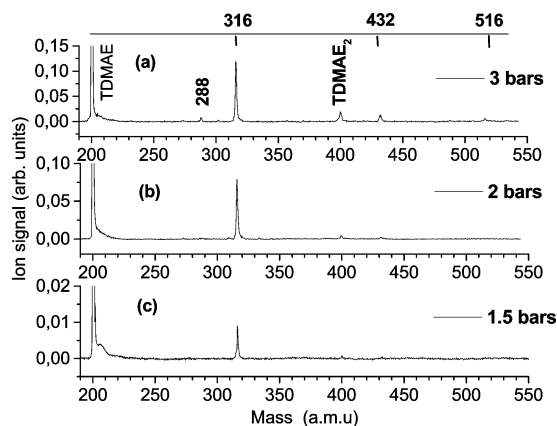 316 432 516
0,15
0,10
0,05
0,00
TDMAE
(a)
288
TDMAE2
3 bars
200 250 300 350 400 450 500 550
0,10
0,05
0,00
(b)
2 bars
200 250 300 350 400 450 500 550
0,02
0,01
0,00
(c)
1.5 bars
200 250 300 350 400 450 500 550
Ion signal (arb. units)
Mass (a.m.u)